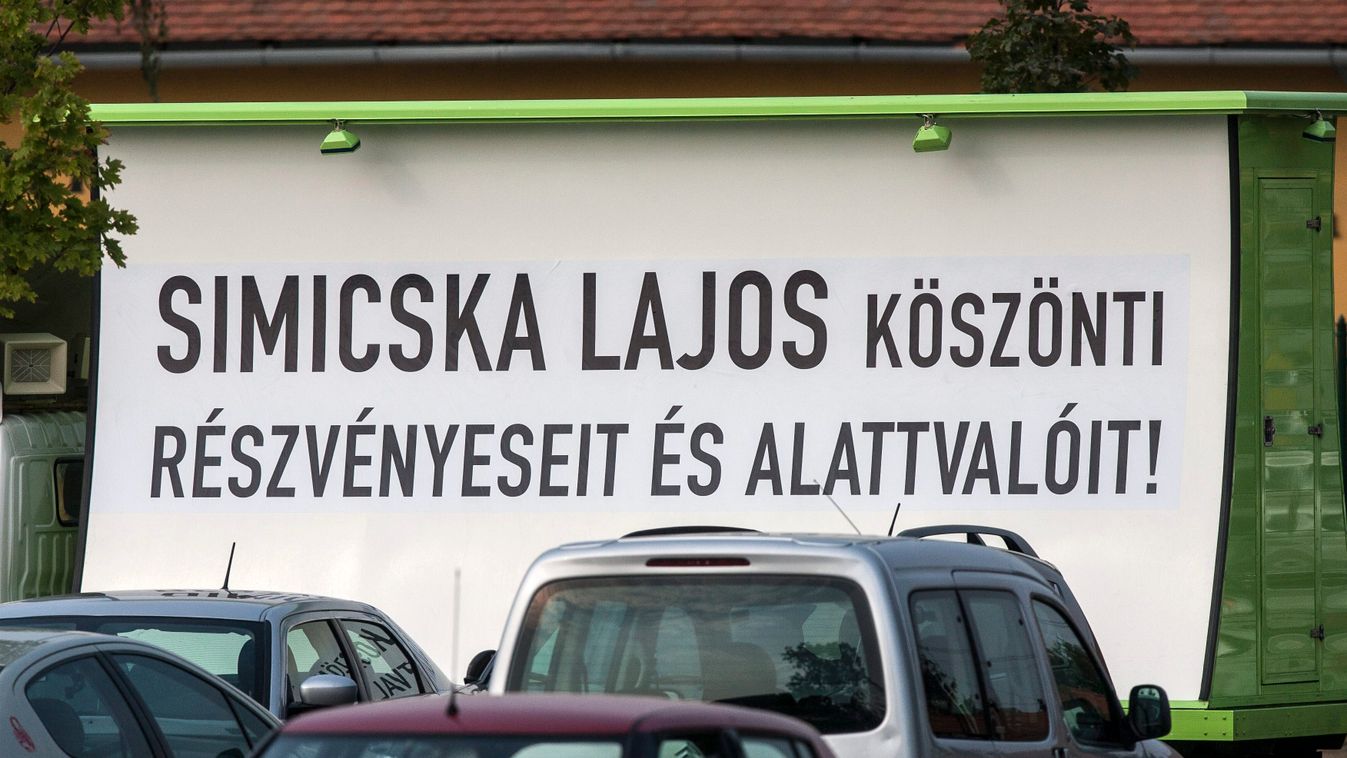 SIMICSKA LAJOS KÖSZÖNTI
RÉSZVÉNYESEIT ÉS ALATTVALÓIT!